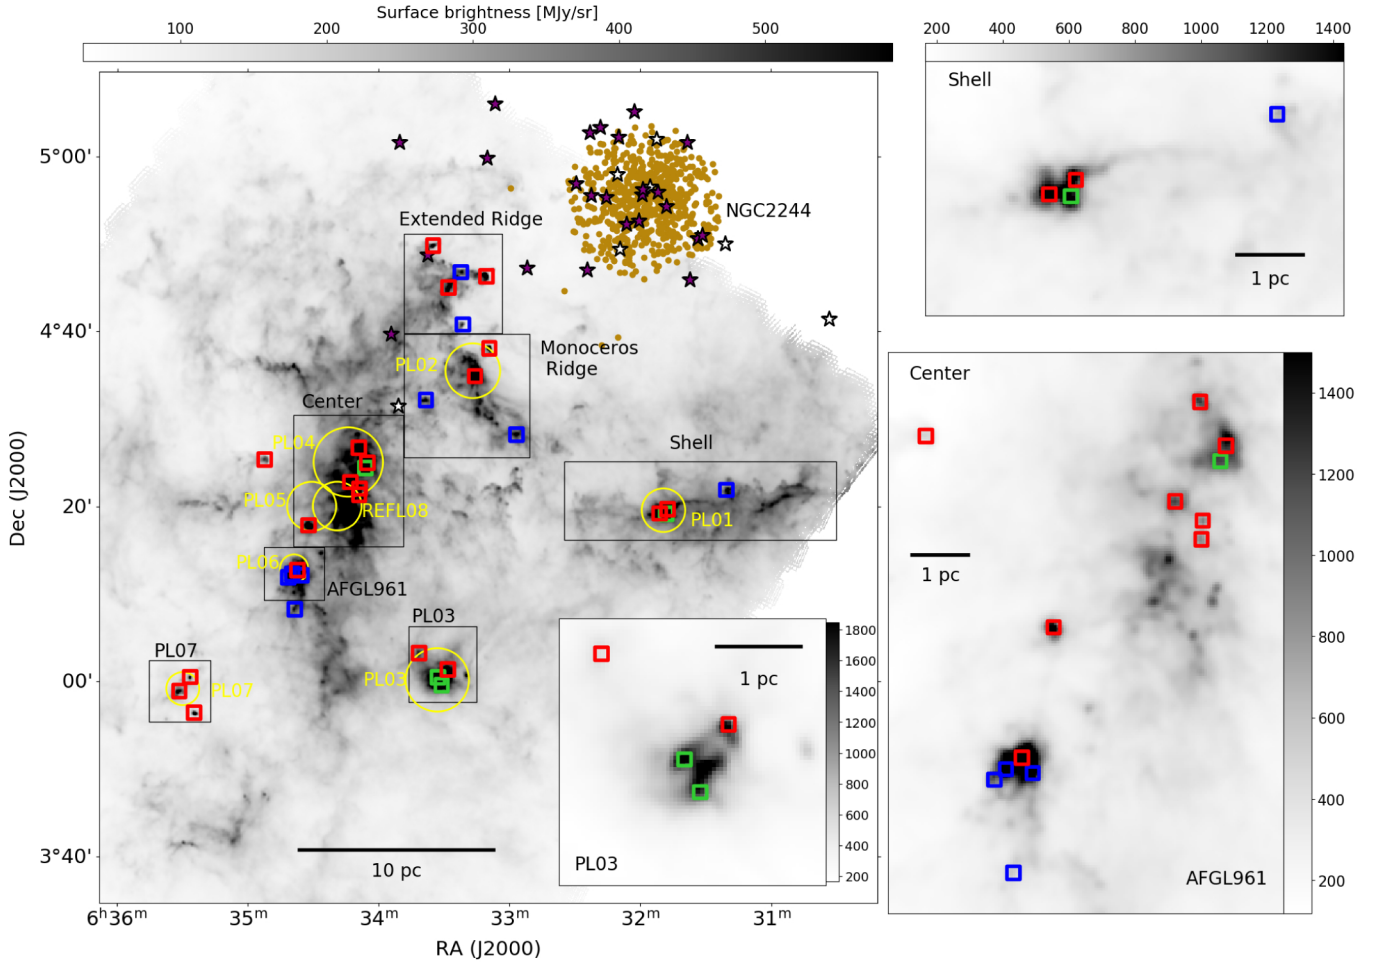 Surface brightness [MJy/sr]
100 200 300 400 500
5°00'
4°40'
20'
00'
3°40'
Dec (J2000)
NGC2244
Extended Ridge
Monoceros
Ridge
PL02
Center
PL04
PL05
REFL08
Shell
PL01
PL06
AFGL961
PL03
PL03
PL07
PL07
10 pc
6ʰ36ᵐ 35ᵐ 34ᵐ 33ᵐ 32ᵐ 31ᵐ
RA (J2000)
1 pc
PL03
1800
1600
1400
1200
1000
800
600
400
200
200 400 600 800 1000 1200 1400
Shell
1 pc
Center
1 pc
AFGL961
1400
1200
1000
800
600
400
200